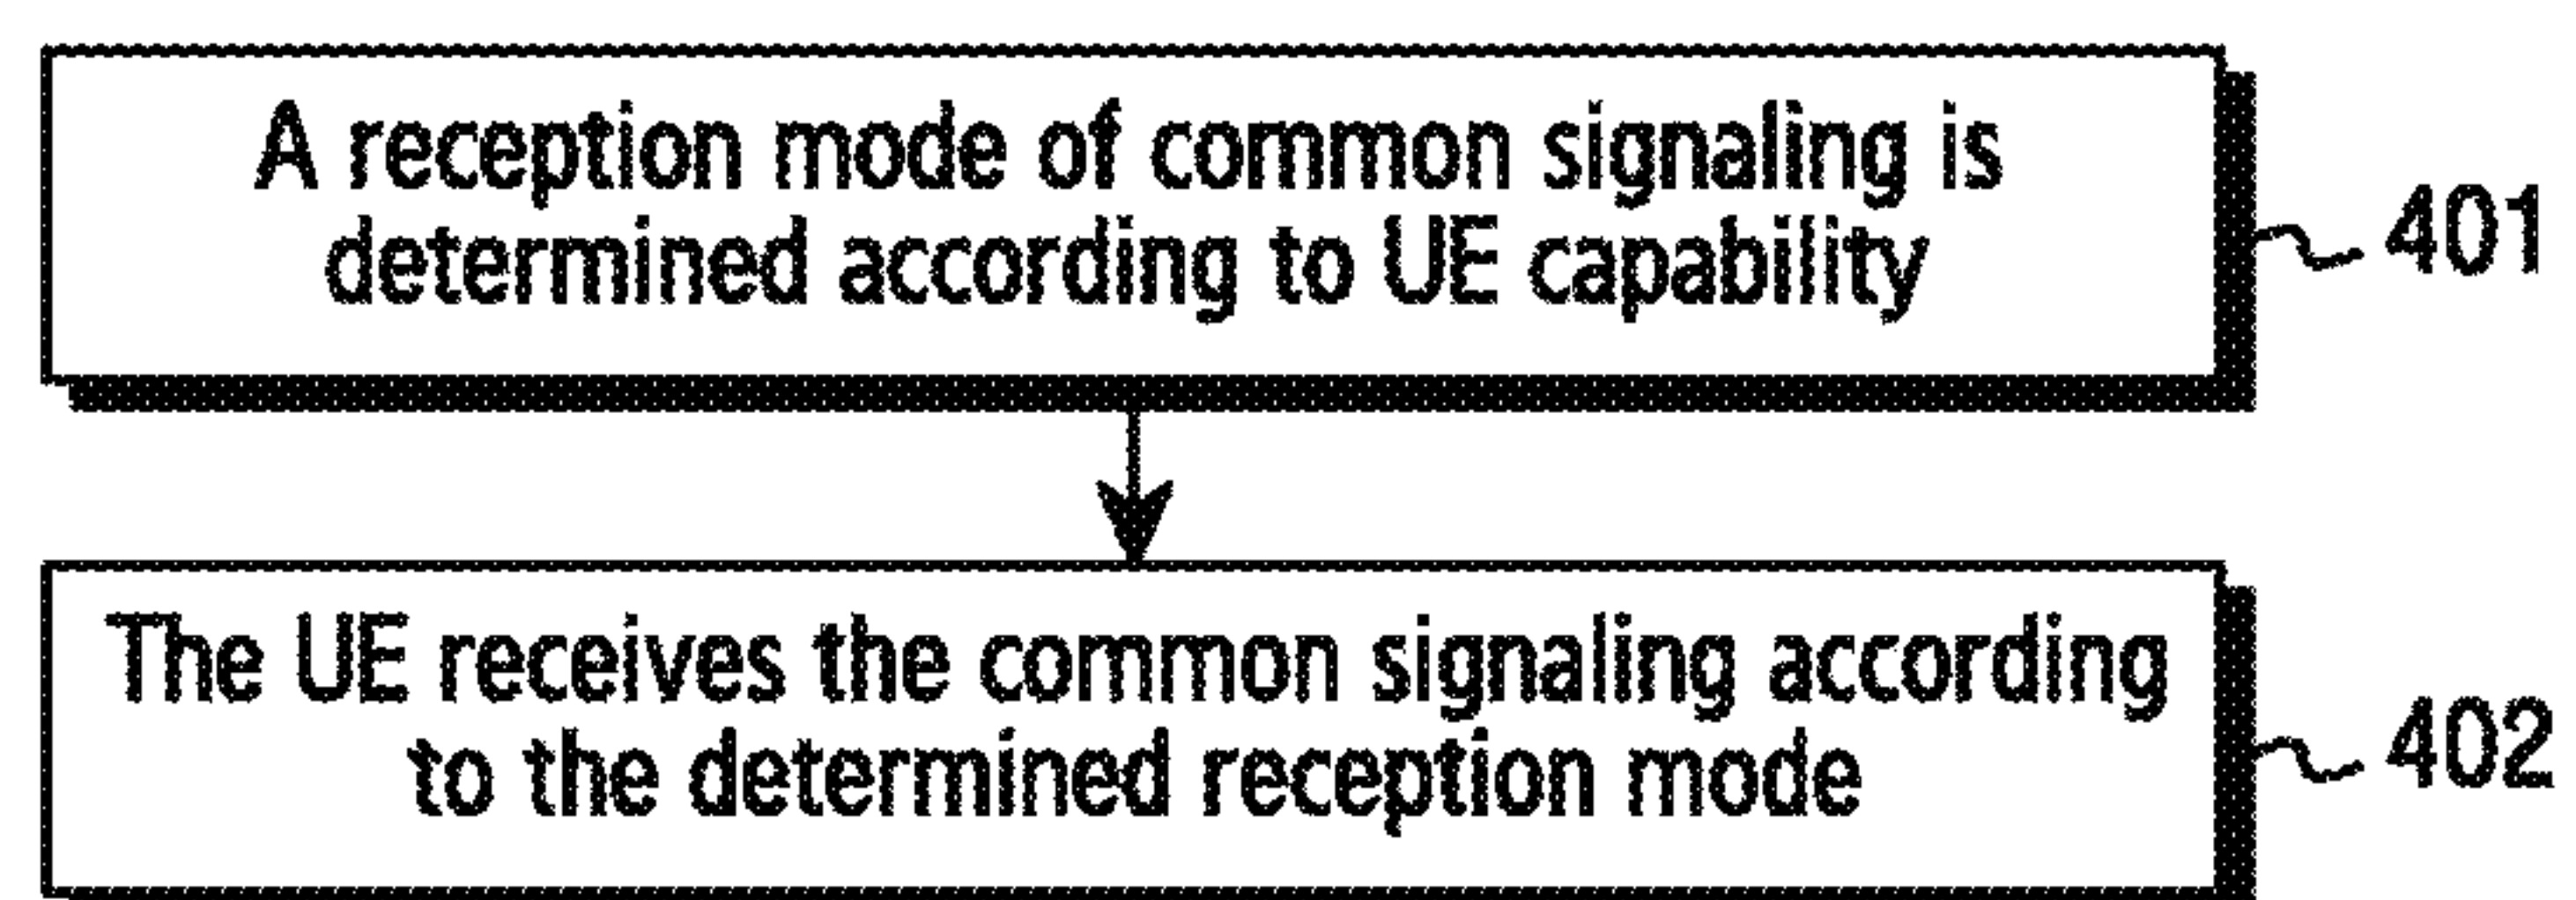 A reception mode of common signaling is
determined according to UE capability
401
The UE receives the common signaling according
to the determined reception mode
402